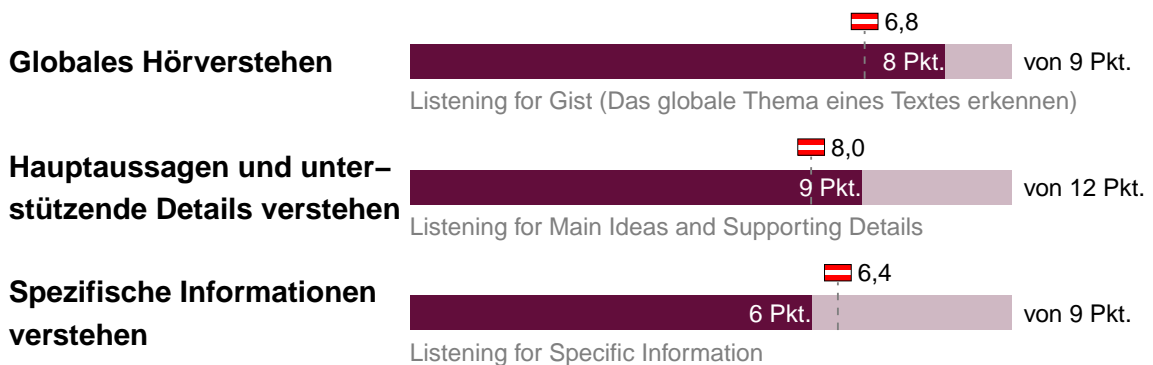 6,8
Globales Hörverstehen
8 Pkt.
von 9 Pkt.
Listening for Gist (Das globale Thema eines Textes erkennen)
8,0
Hauptaussagen und unter–
stützende Details verstehen
9 Pkt.
von 12 Pkt.
Listening for Main Ideas and Supporting Details
6,4
Spezifische Informationen
verstehen
6 Pkt.
von 9 Pkt.
Listening for Specific Information